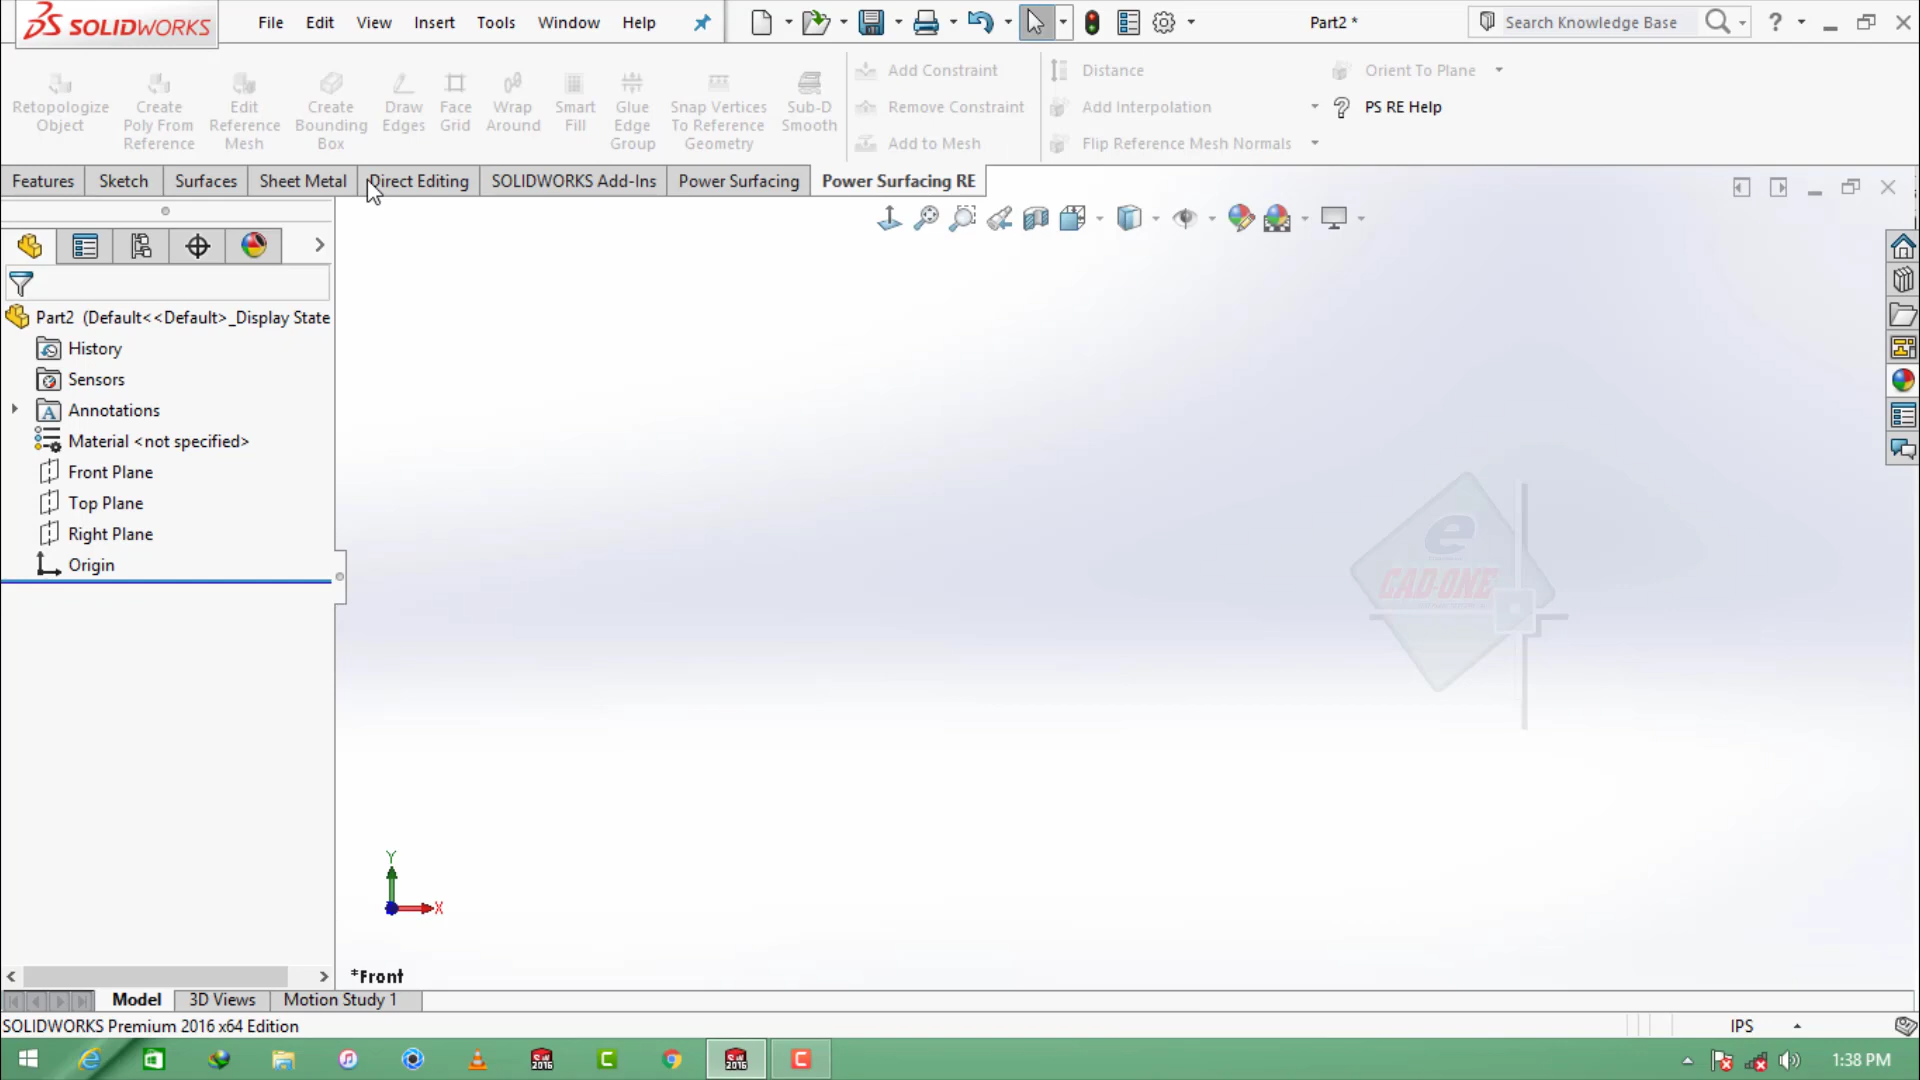 SOLIDWORKS
File Edit View Insert Tools Window Help
Part2 *
Search Knowledge Base
Retopologize Object
Create Poly From Reference
Edit Reference Mesh
Create Bounding Box
Draw Edges
Face Grid
Wrap Around
Smart Fill
Glue Edge Group
Snap Vertices To Reference Geometry
Sub-D Smooth
Add Constraint
Remove Constraint
Add to Mesh
Distance
Add Interpolation
Flip Reference Mesh Normals
Orient To Plane
PS RE Help
Features Sketch Surfaces Sheet Metal Direct Editing SOLIDWORKS Add-Ins Power Surfacing Power Surfacing RE
Part2 (Default<<Default>_Display State
History
Sensors
Annotations
Material <not specified>
Front Plane
Top Plane
Right Plane
Origin
e
CAD-ONE
Y
X
*Front
Model 3D Views Motion Study 1
SOLIDWORKS Premium 2016 x64 Edition
IPS
1:38 PM